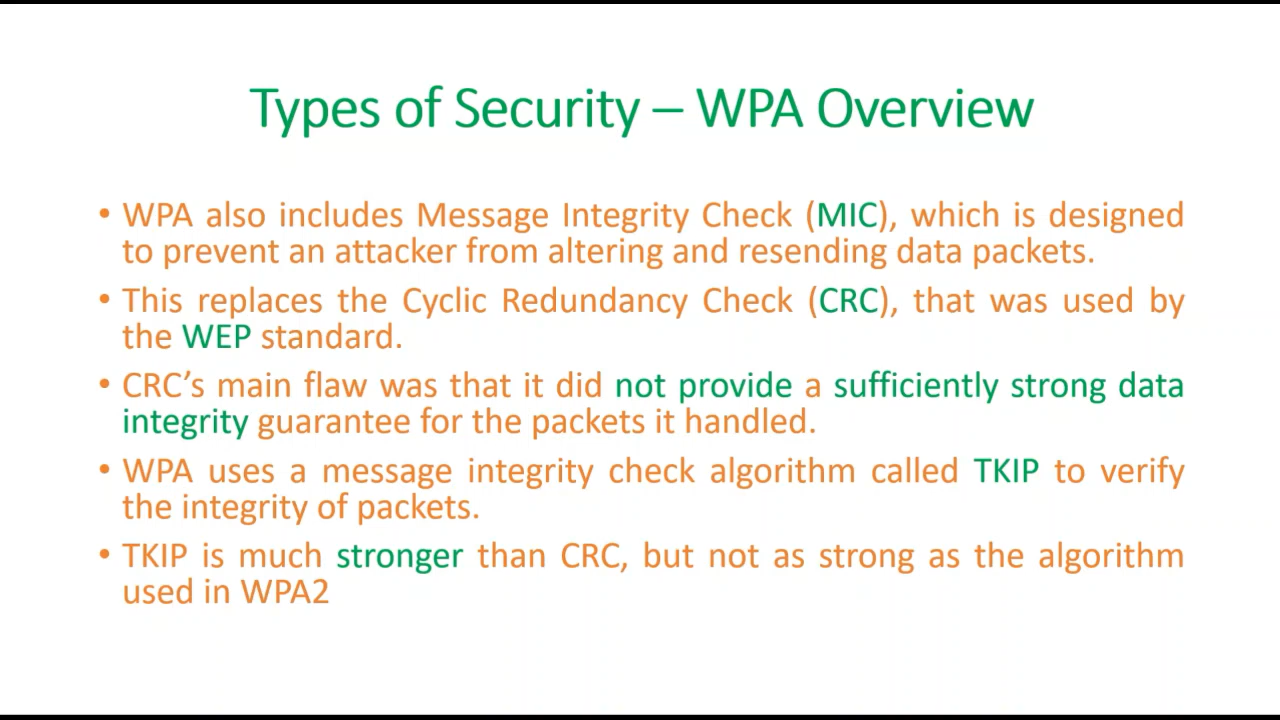 Types of Security – WPA Overview
• WPA also includes Message Integrity Check (MIC), which is designed
to prevent an attacker from altering and resending data packets.
• This replaces the Cyclic Redundancy Check (CRC), that was used by
the WEP standard.
• CRC’s main flaw was that it did not provide a sufficiently strong data
integrity guarantee for the packets it handled.
• WPA uses a message integrity check algorithm called TKIP to verify
the integrity of packets.
• TKIP is much stronger than CRC, but not as strong as the algorithm
used in WPA2